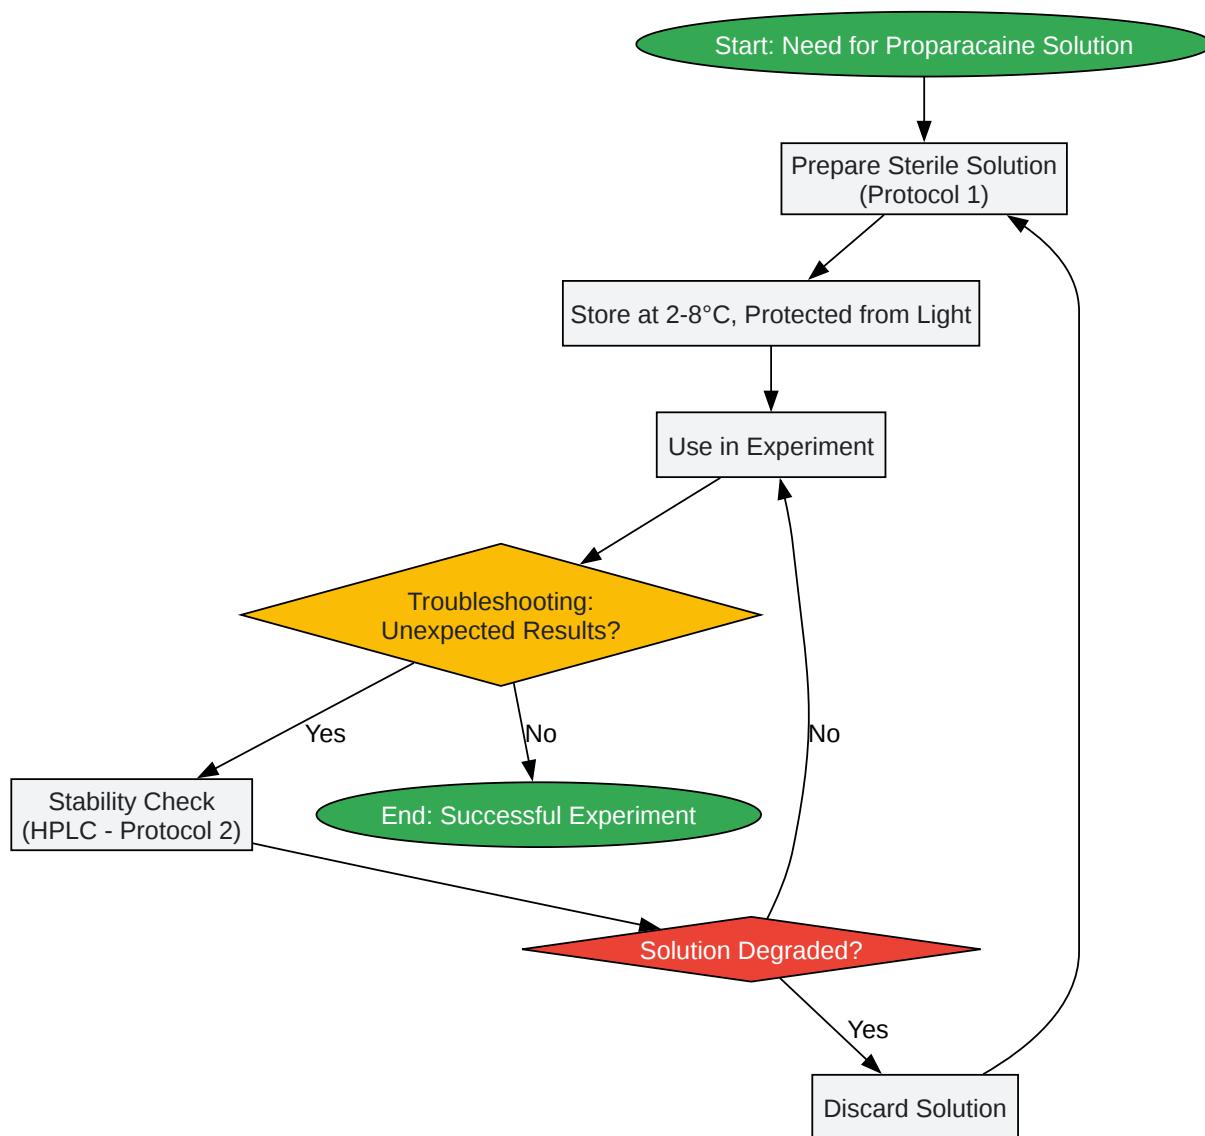 Start: Need for Proparacaine Solution
Prepare Sterile Solution
(Protocol 1)
Store at 2-8°C, Protected from Light
Use in Experiment
Troubleshooting:
Unexpected Results?
Yes
No
No
Stability Check
(HPLC - Protocol 2)
End: Successful Experiment
Solution Degraded?
Yes
Discard Solution